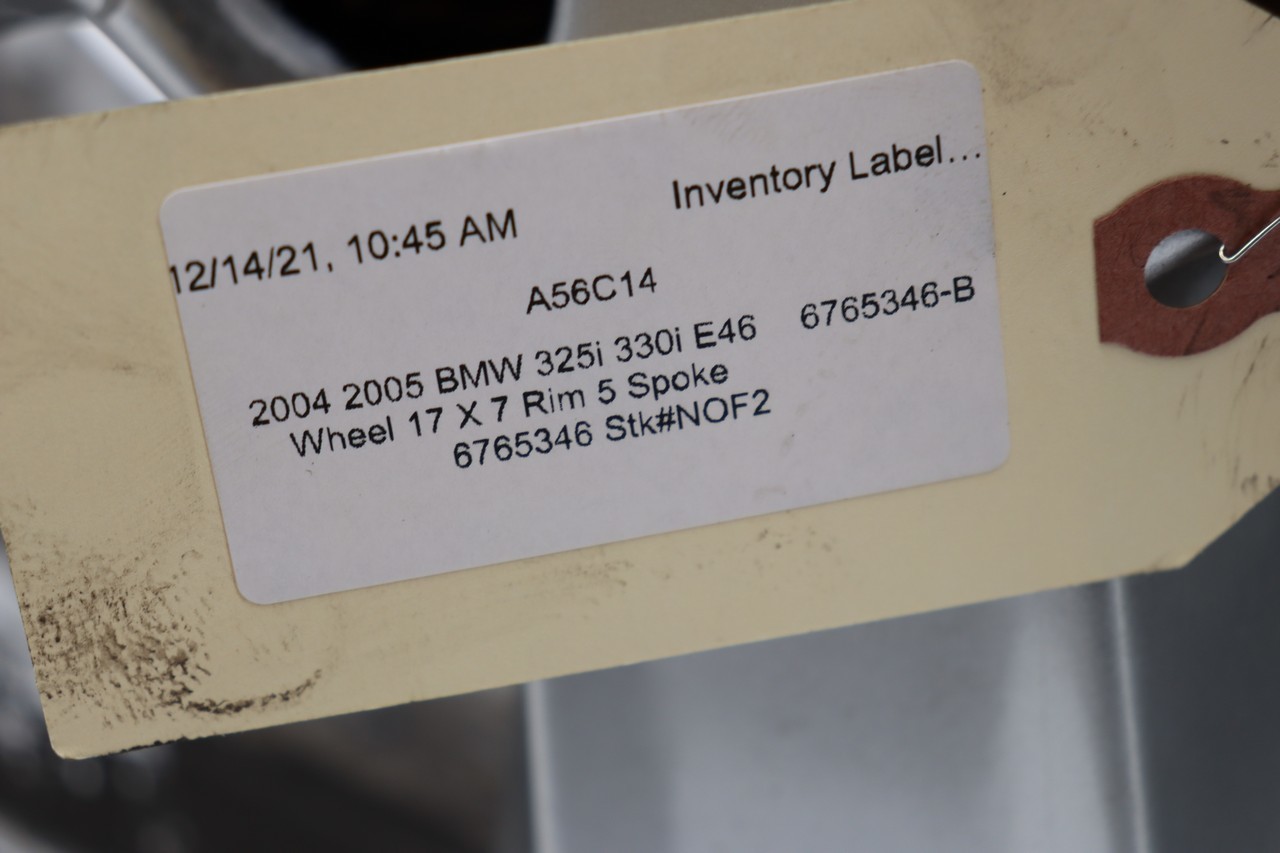 12/14/21, 10:45 AM Inventory Label...
A56C14
2004 2005 BMW 325i 330i E46 6765346-B
Wheel 17 X 7 Rim 5 Spoke
6765346 Stk#NOF2